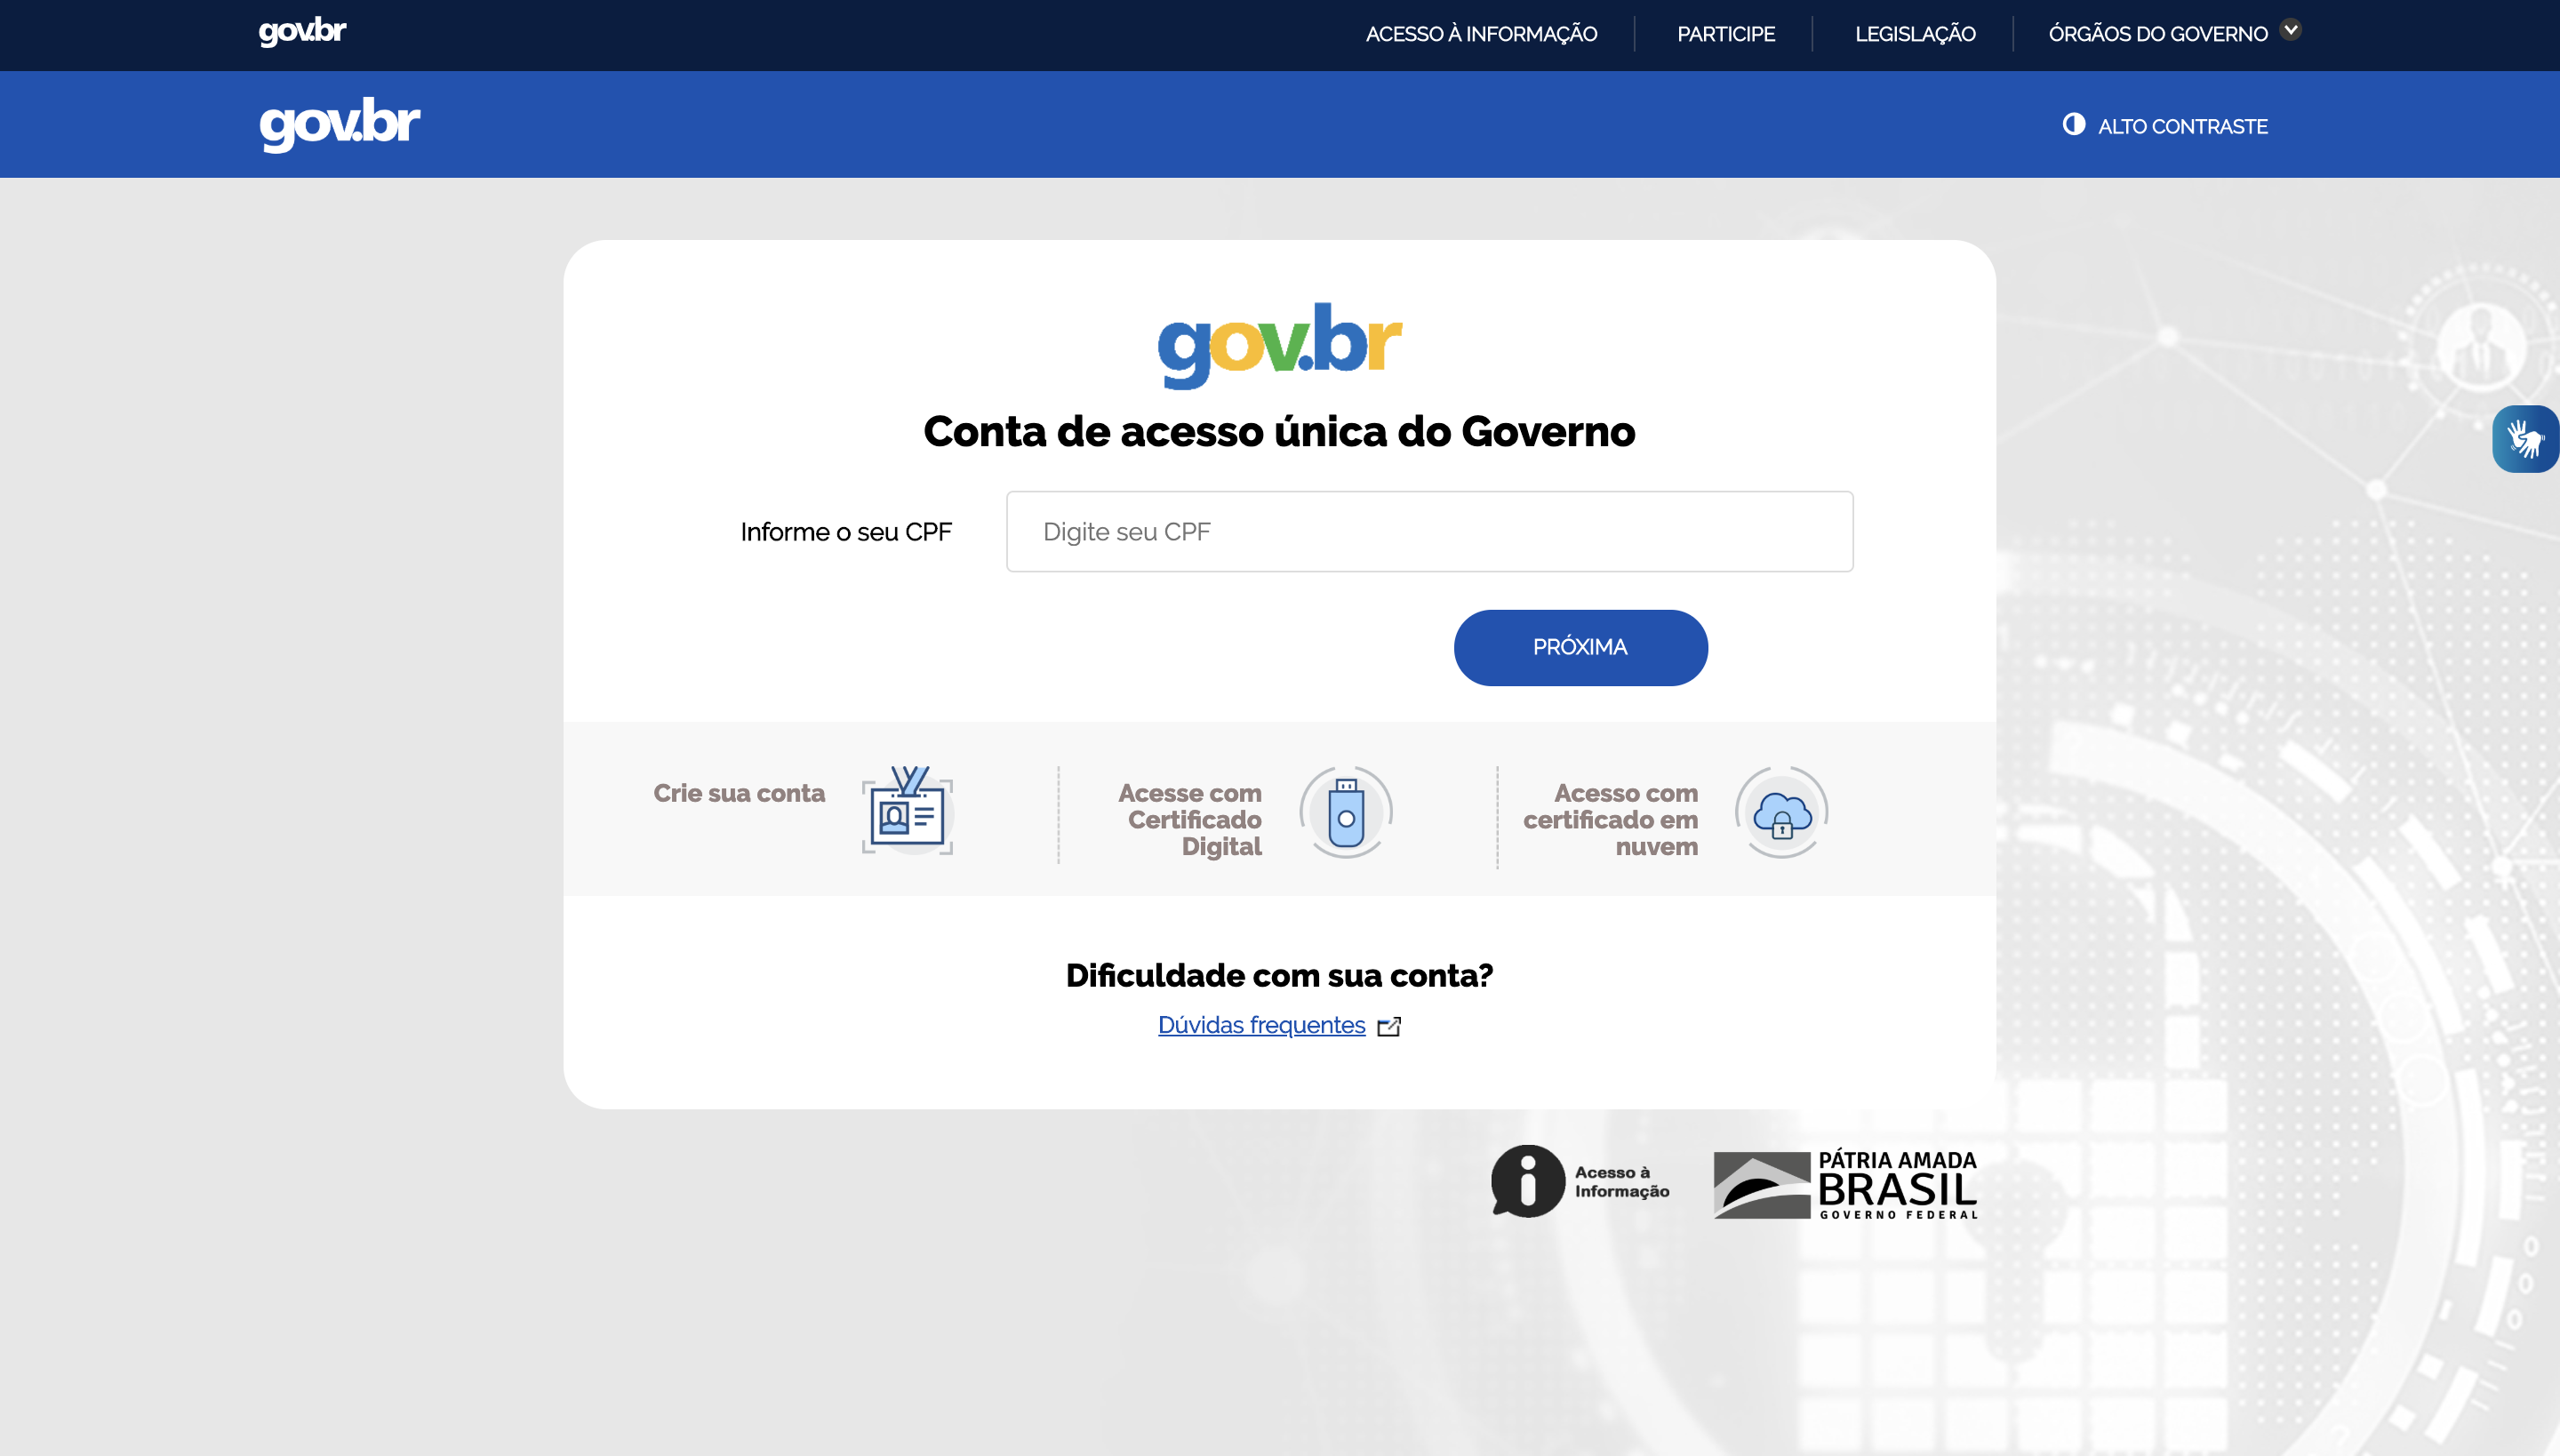 gov.br
ACESSO À INFORMAÇÃO
PARTICIPE
LEGISLAÇÃO
ÓRGÃOS DO GOVERNO
gov.br
ALTO CONTRASTE
gov.br
Conta de acesso única do Governo
Informe o seu CPF
Digite seu CPF
PRÓXIMA
Crie sua conta
Acesse com
Certificado
Digital
Acesso com
certificado em
nuvem
Dificuldade com sua conta?
Dúvidas frequentes
Acesso à
Informação
PÁTRIA AMADA
BRASIL
GOVERNO FEDERAL